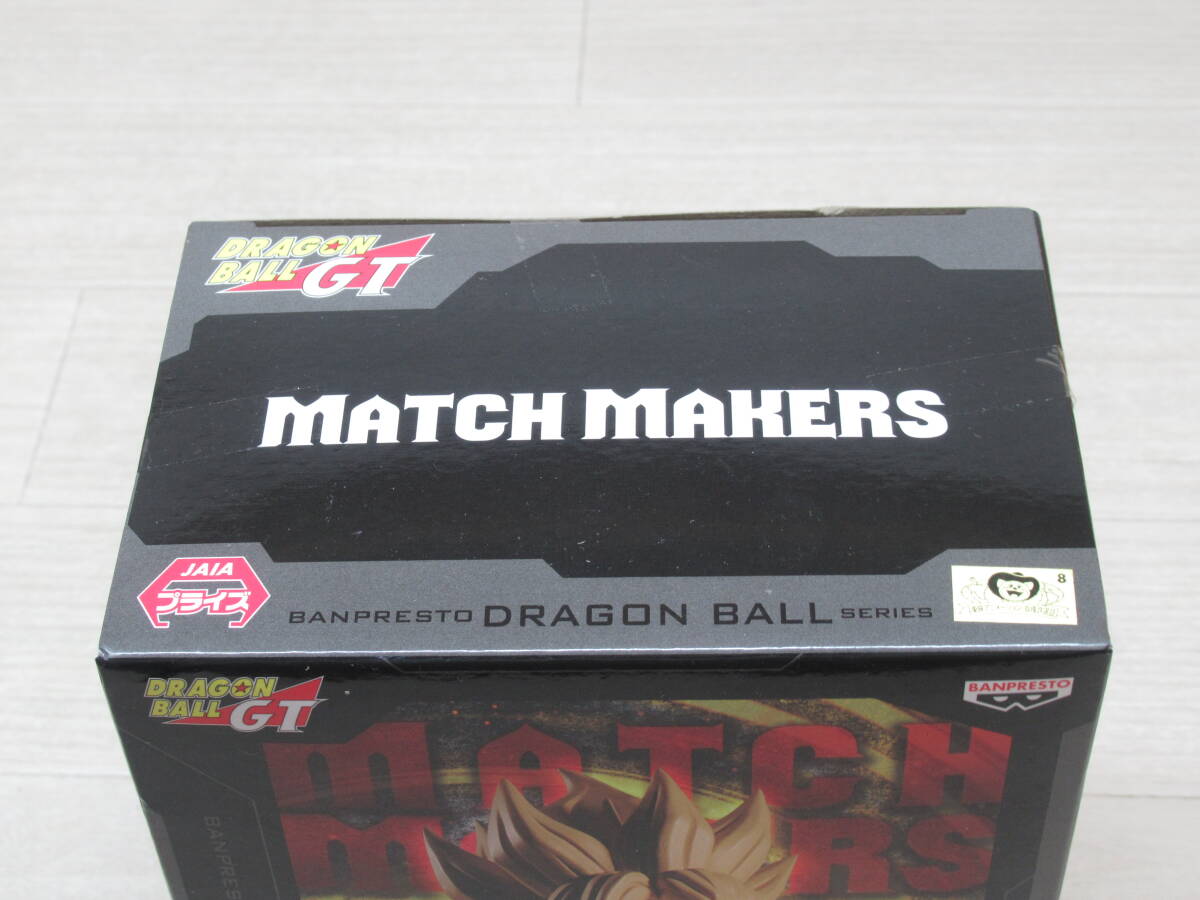 DRAGON
BALL GT
MATCH MAKERS
JAIA
プライズ
BANPRESTO DRAGON BALL SERIES
8
DRAGON
BALL GT
BANPRESTO
MATCH
MAKERS